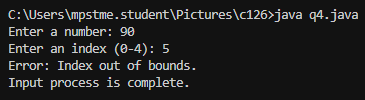 C:\Users\mpstme.student\Pictures\c126>java q4.java
Enter a number: 90
Enter an index (0-4): 5
Error: Index out of bounds.
Input process is complete.